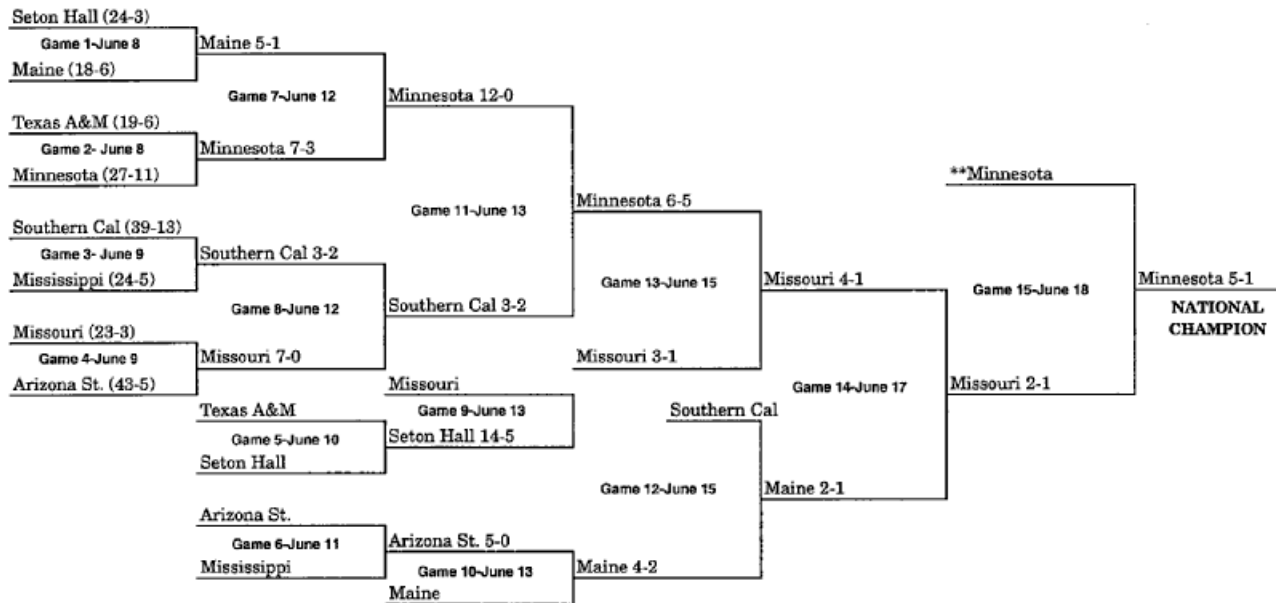 Seton Hall (24-3)
Game 1-June 8
Maine 5-1
Maine (18-6)
Game 7-June 12
Minnesota 12-0
Texas A&M (19-6)
Game 2- June 8
Minnesota 7-3
Minnesota (27-11)
**Minnesota
Game 11-June 13
Minnesota 6-5
Southern Cal (39-13)
Game 3- June 9
Southern Cal 3-2
Mississippi (24-5)
Game 13-June 15
Missouri 4-1
Game 15-June 18
Minnesota 5-1
NATIONAL
CHAMPION
Game 8-June 12
Southern Cal 3-2
Missouri (23-3)
Game 4-June 9
Missouri 7-0
Missouri 3-1
Arizona St. (43-5)
Missouri
Game 14-June 17
Missouri 2-1
Texas A&M
Game 9-June 13
Southern Cal
Game 5-June 10
Seton Hall 14-5
Seton Hall
Game 12-June 15
Maine 2-1
Arizona St.
Game 6-June 11
Arizona St. 5-0
Mississippi
Game 10-June 13
Maine 4-2
Maine